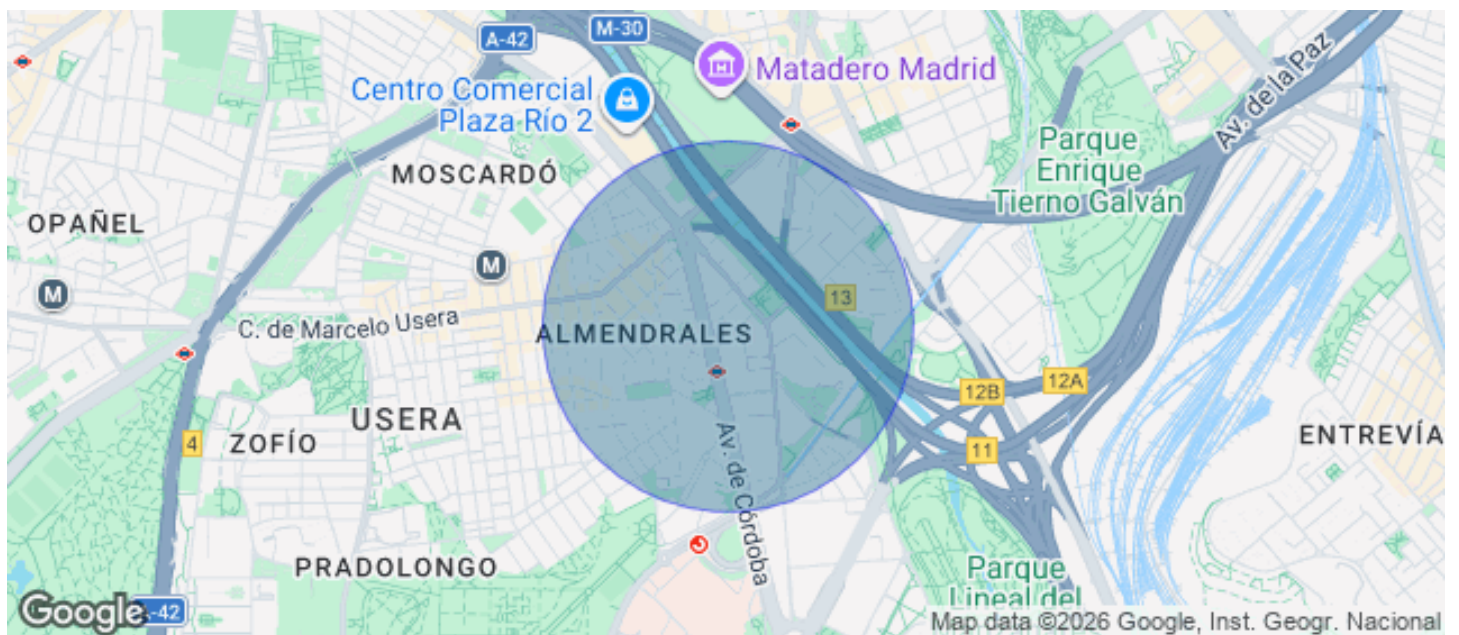 M-30
A-42
Matadero Madrid
Centro Comercial
Plaza Río 2
Av. de la Paz
Parque
Enrique
Tierno Galván
MOSCARDÓ
OPAÑEL
M
M
13
C. de Marcelo Usera
ALMENDRALES
12B
12A
USERA
ZOFÍO
4
11
ENTREVÍA
Av. de Córdoba
PRADOLONGO
Parque
Lineal del
Google
A-42
Map data ©2026 Google, Inst. Geogr. Nacional